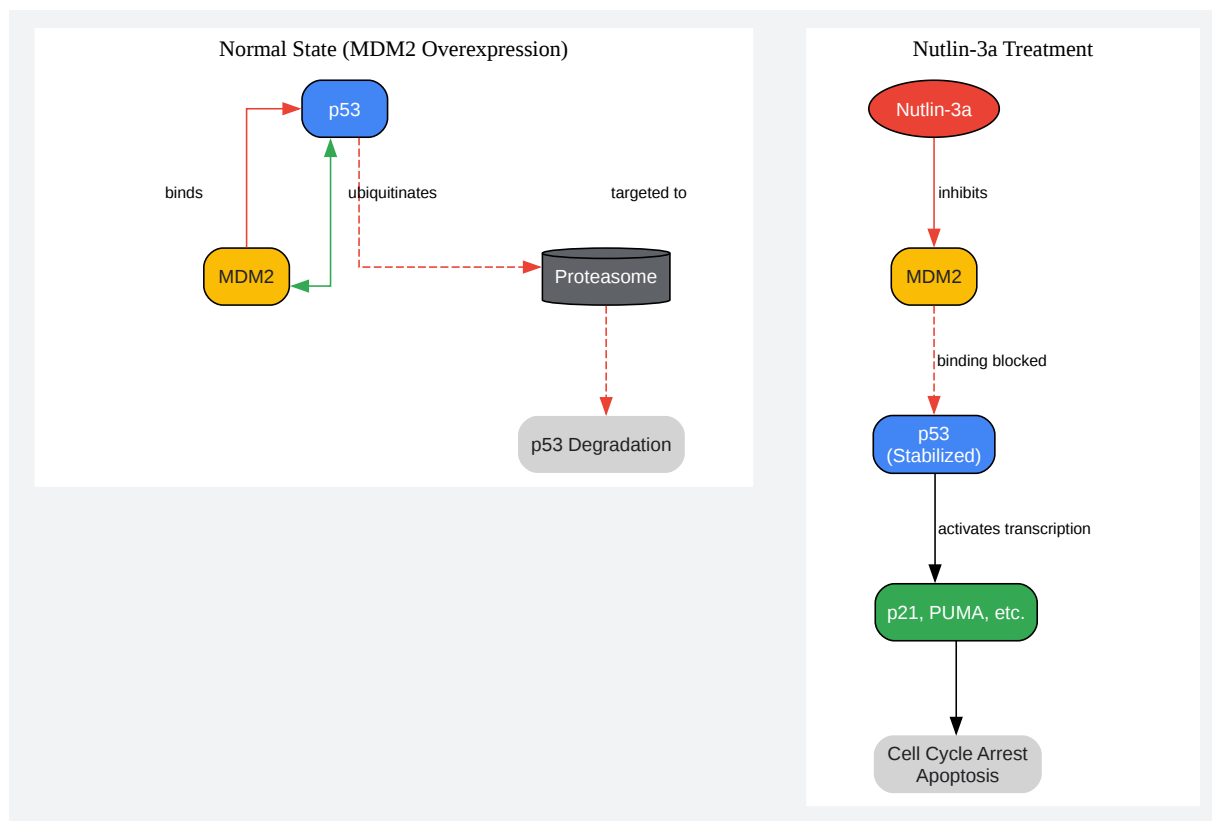 Normal State (MDM2 Overexpression)
p53
binds
ubiquitinates
targeted to
MDM2
Proteasome
p53 Degradation
Nutlin-3a Treatment
Nutlin-3a
inhibits
MDM2
binding blocked
p53
(Stabilized)
activates transcription
p21, PUMA, etc.
Cell Cycle Arrest
Apoptosis